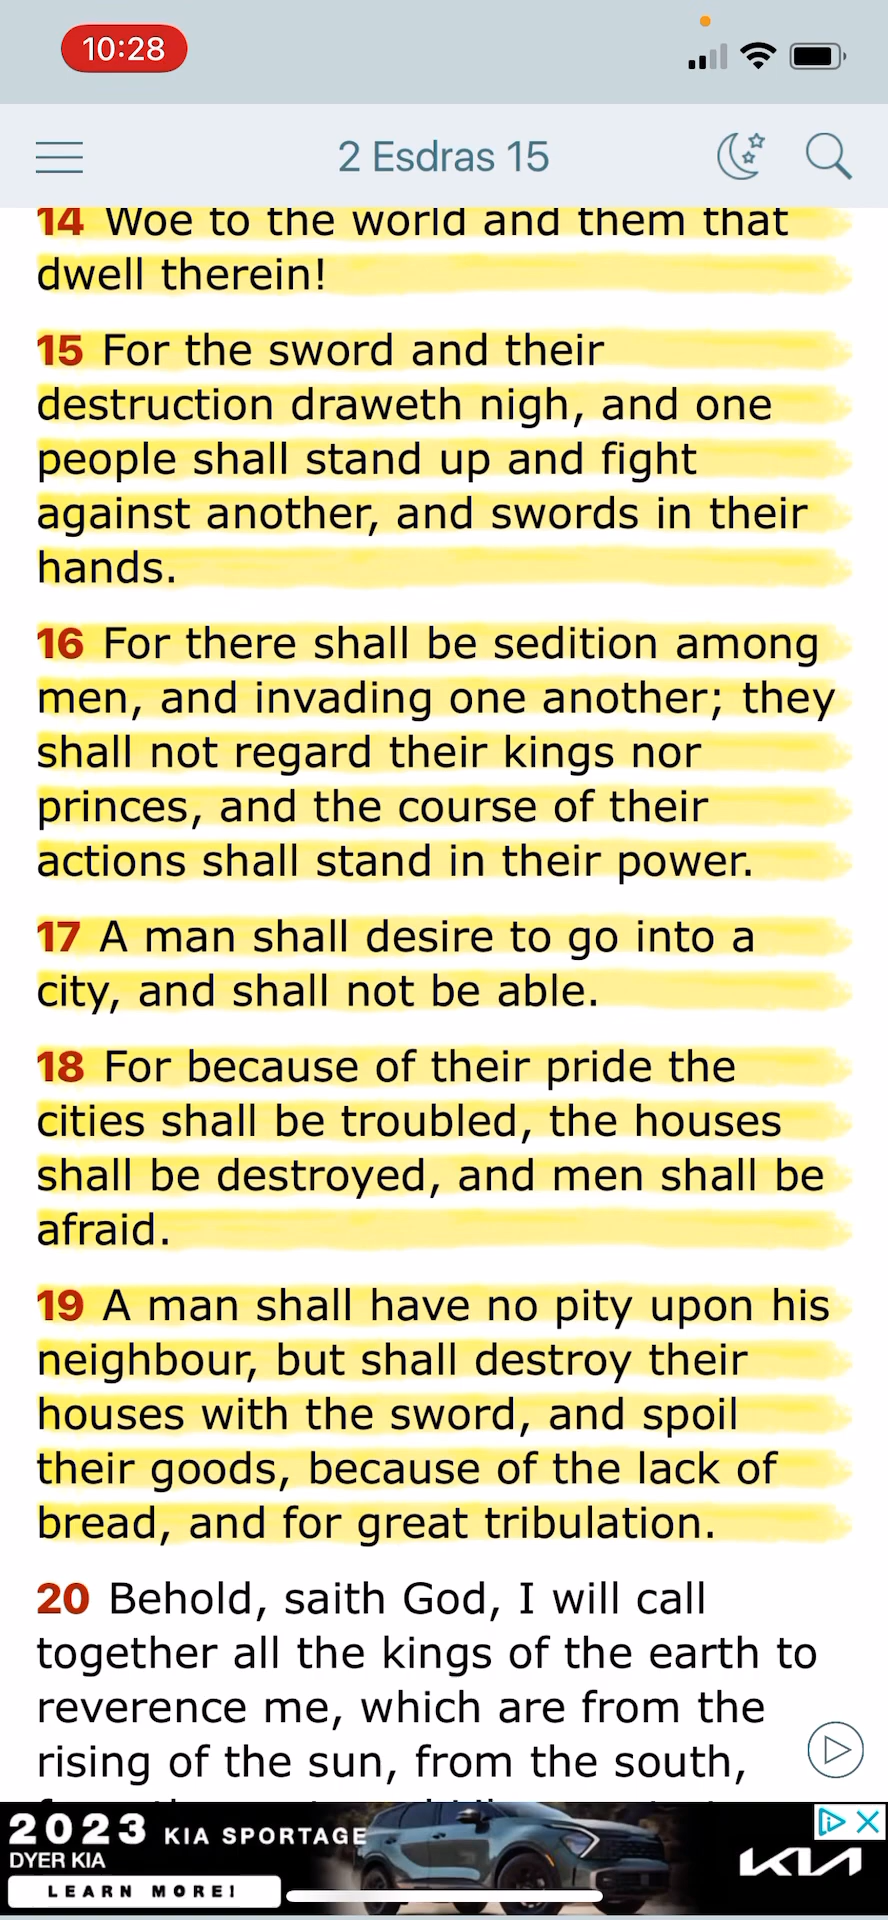 10:28
2 Esdras 15
14 Woe to the world and them that
dwell therein!
15 For the sword and their
destruction draweth nigh, and one
people shall stand up and fight
against another, and swords in their
hands.
16 For there shall be sedition among
men, and invading one another; they
shall not regard their kings nor
princes, and the course of their
actions shall stand in their power.
17 A man shall desire to go into a
city, and shall not be able.
18 For because of their pride the
cities shall be troubled, the houses
shall be destroyed, and men shall be
afraid.
19 A man shall have no pity upon his
neighbour, but shall destroy their
houses with the sword, and spoil
their goods, because of the lack of
bread, and for great tribulation.
20 Behold, saith God, I will call
together all the kings of the earth to
reverence me, which are from the
rising of the sun, from the south,
2023 KIA SPORTAGE
DYER KIA
LEARN MORE!
KIA